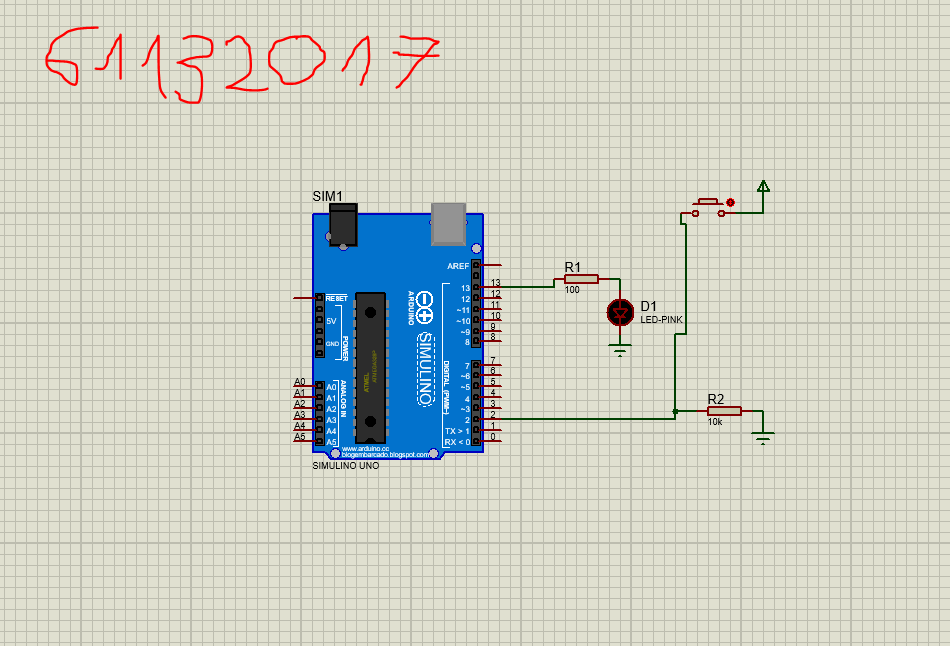 61132017
SIM1
AREF
13 13
12 12
~11 11
~10 10
~9 9
8 8
RESET
5V
GND
POWER
ARDUINO
SIMULINO
ATMEL
DIGITAL (PWM~)
7 7
~6 6
~5 5
4 4
~3 3
2 2
TX > 1 1
RX < 0 0
ANALOG IN
A0 A0
A1 A1
A2 A2
A3 A3
A4 A4
A5 A5
www.arduino.cc
blogembarcado.blogspot.com
SIMULINO UNO
R1
100
D1
LED-PINK
R2
10k